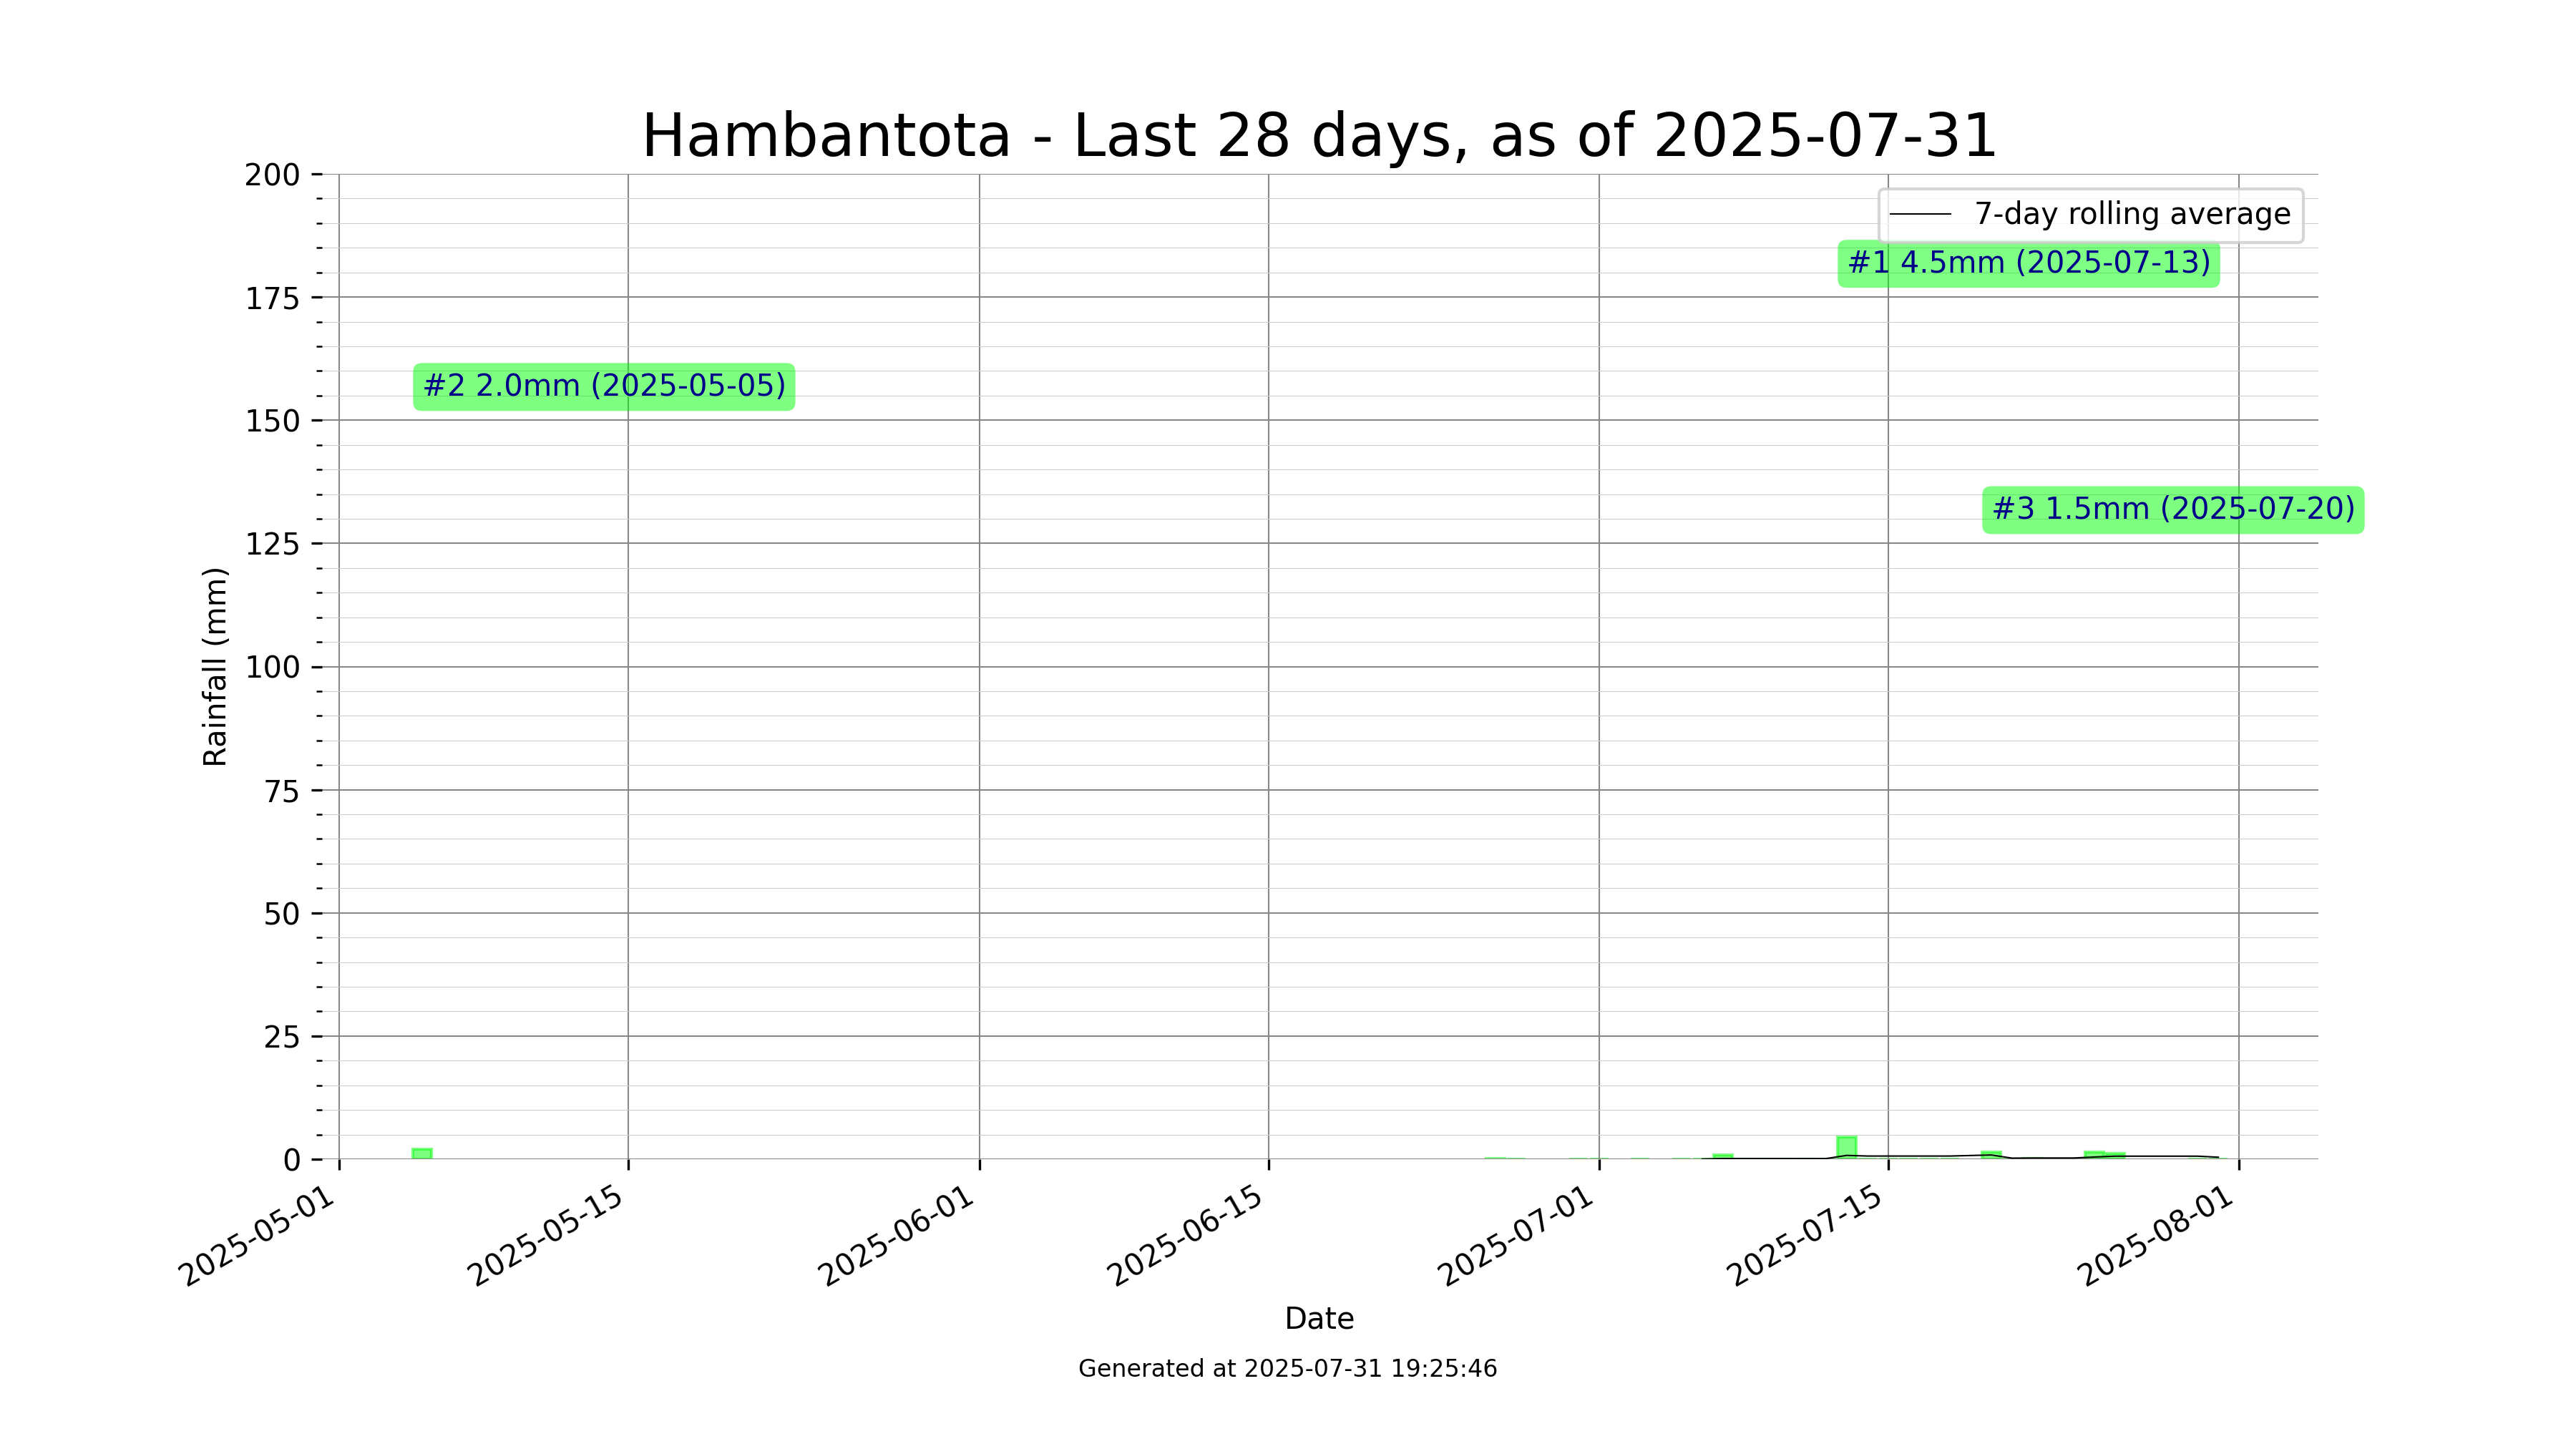 Hambantota - Last 28 days, as of 2025-07-31
200
175
150
125
100
75
50
25
0
Rainfall (mm)
7-day rolling average
#1 4.5mm (2025-07-13)
#2 2.0mm (2025-05-05)
#3 1.5mm (2025-07-20)
2025-05-01
2025-05-15
2025-06-01
2025-06-15
2025-07-01
2025-07-15
2025-08-01
Date
Generated at 2025-07-31 19:25:46